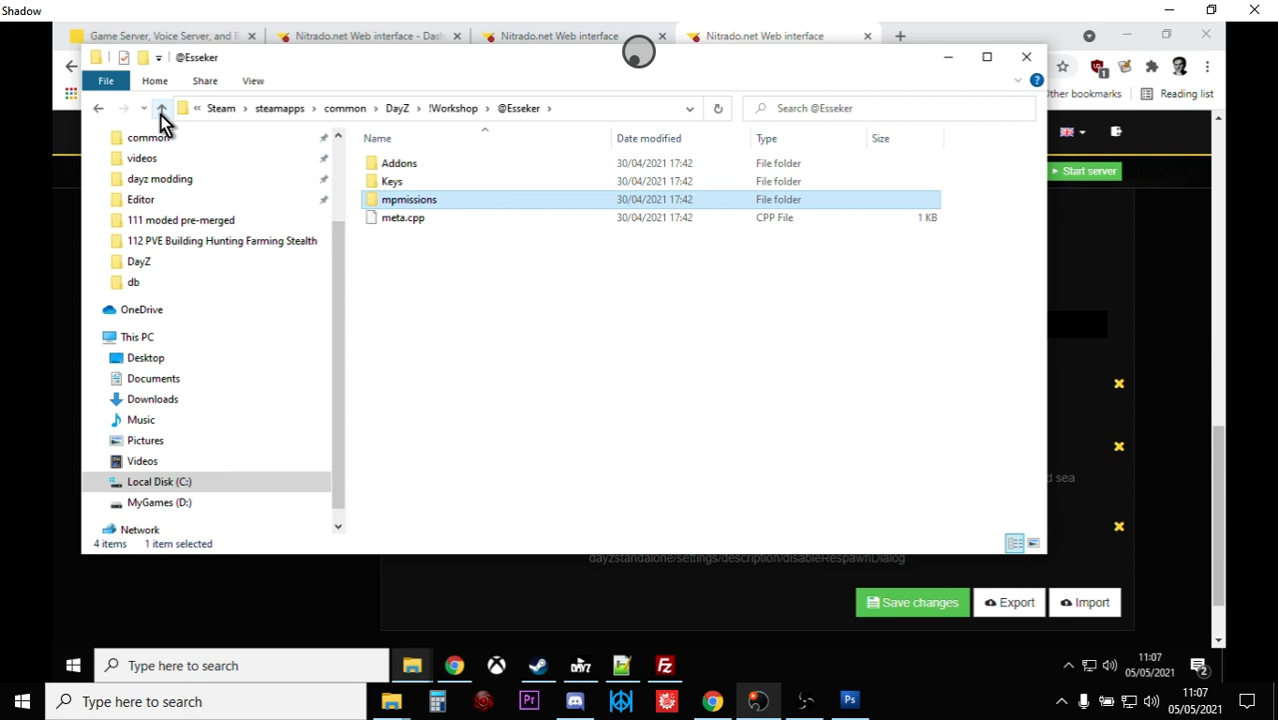 Shadow
Game Server, Voice Server, and E
Nitrado.net Web interface - Dash
Nitrado.net Web interface
Nitrado.net Web interface
@Esseker
File
Home
Share
View
« Steam > steamapps > common > DayZ > !Workshop > @Esseker >
Search @Esseker
Other bookmarks
Reading list
Name
Date modified
Type
Size
common
videos
dayz modding
Editor
111 moded pre-merged
112 PVE Building Hunting Farming Stealth
DayZ
db
OneDrive
This PC
Desktop
Documents
Downloads
Music
Pictures
Videos
Local Disk (C:)
MyGames (D:)
Network
Addons 30/04/2021 17:42 File folder
Keys 30/04/2021 17:42 File folder
mpmissions 30/04/2021 17:42 File folder
meta.cpp 30/04/2021 17:42 CPP File 1 KB
Start server
d sea
4 items 1 item selected
dayzstandalone/settings/description/disableRespawnDialog
Save changes
Export
Import
Type here to search
DAYZ
11:07
05/05/2021
2
Type here to search
Pr
Ps
11:07
05/05/2021